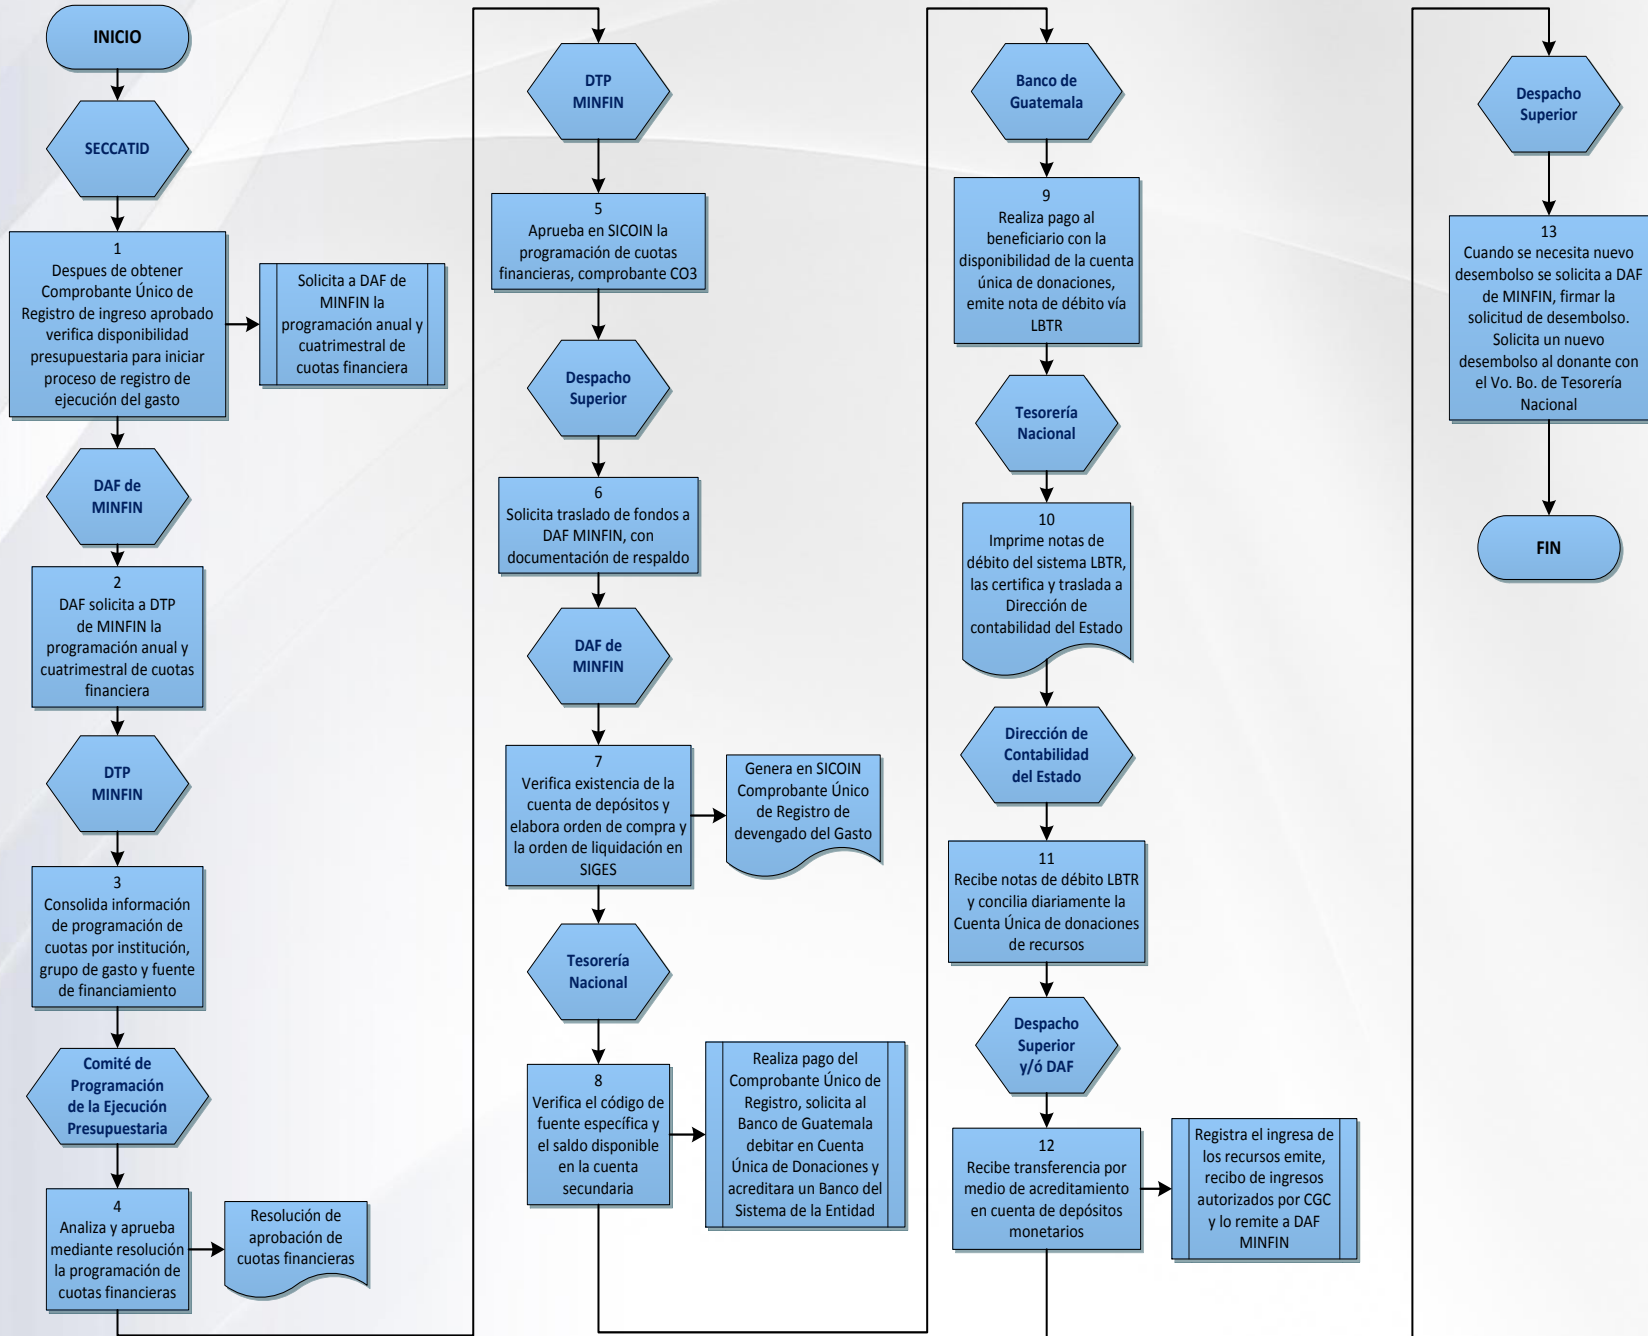 INICIO
SECCATID
1
Despues de obtener
Comprobante Único de
Registro de ingreso aprobado
verifica disponibilidad
presupuestaria para iniciar
proceso de registro de
ejecución del gasto
Solicita a DAF de
MINFIN la
programación anual y
cuatrimestral de
cuotas financiera
DAF de
MINFIN
2
DAF solicita a DTP
de MINFIN la
programación anual y
cuatrimestral de cuotas
financiera
DTP
MINFIN
3
Consolida información
de programación de
cuotas por institución,
grupo de gasto y fuente
de financiamiento
Comité de
Programación
de la Ejecución
Presupuestaria
4
Analiza y aprueba
mediante resolución
la programación de
cuotas financieras
Resolución de
aprobación de
cuotas financieras
DTP
MINFIN
5
Aprueba en SICOIN la
programación de cuotas
financieras, comprobante CO3
Despacho
Superior
6
Solicita traslado de fondos a
DAF MINFIN, con
documentación de respaldo
DAF de
MINFIN
7
Verifica existencia de la
cuenta de depósitos y
elabora orden de compra y
la orden de liquidación en
SIGES
Genera en SICOIN
Comprobante Único
de Registro de
devengado del Gasto
Tesorería
Nacional
8
Verifica el código de
fuente específica y
el saldo disponible
en la cuenta
secundaria
Realiza pago del
Comprobante Único de
Registro, solicita al
Banco de Guatemala
debitar en Cuenta
Única de Donaciones y
acreditara un Banco del
Sistema de la Entidad
Banco de
Guatemala
9
Realiza pago al
beneficiario con la
disponibilidad de la cuenta
única de donaciones,
emite nota de débito vía
LBTR
Tesorería
Nacional
10
Imprime notas de
débito del sistema LBTR,
las certifica y traslada a
Dirección de
contabilidad del Estado
Dirección de
Contabilidad
del Estado
11
Recibe notas de débito LBTR
y concilia diariamente la
Cuenta Única de donaciones
de recursos
Despacho
Superior
y/ó DAF
12
Recibe transferencia por
medio de acreditamiento
en cuenta de depósitos
monetarios
Registra el ingresa de
los recursos emite,
recibo de ingresos
autorizados por CGC
y lo remite a DAF
MINFIN
Despacho
Superior
13
Cuando se necesita nuevo
desembolso se solicita a DAF
de MINFIN, firmar la
solicitud de desembolso.
Solicita un nuevo
desembolso al donante con
el Vo. Bo. de Tesorería
Nacional
FIN